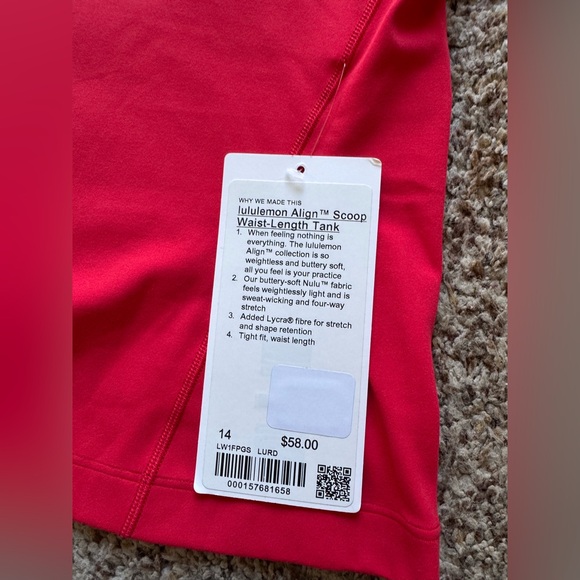 WHY WE MADE THIS
lululemon Align™ Scoop
Waist-Length Tank
1. When feeling nothing is
everything. The lululemon
Align™ collection is so
weightless and buttery soft,
all you feel is your practice
2. Our buttery-soft Nulu™ fabric
feels weightlessly light and is
sweat-wicking and four-way
stretch
3. Added Lycra® fibre for stretch
and shape retention
4. Tight fit, waist length
14 $58.00
LW1FPGS LURD
000157681658